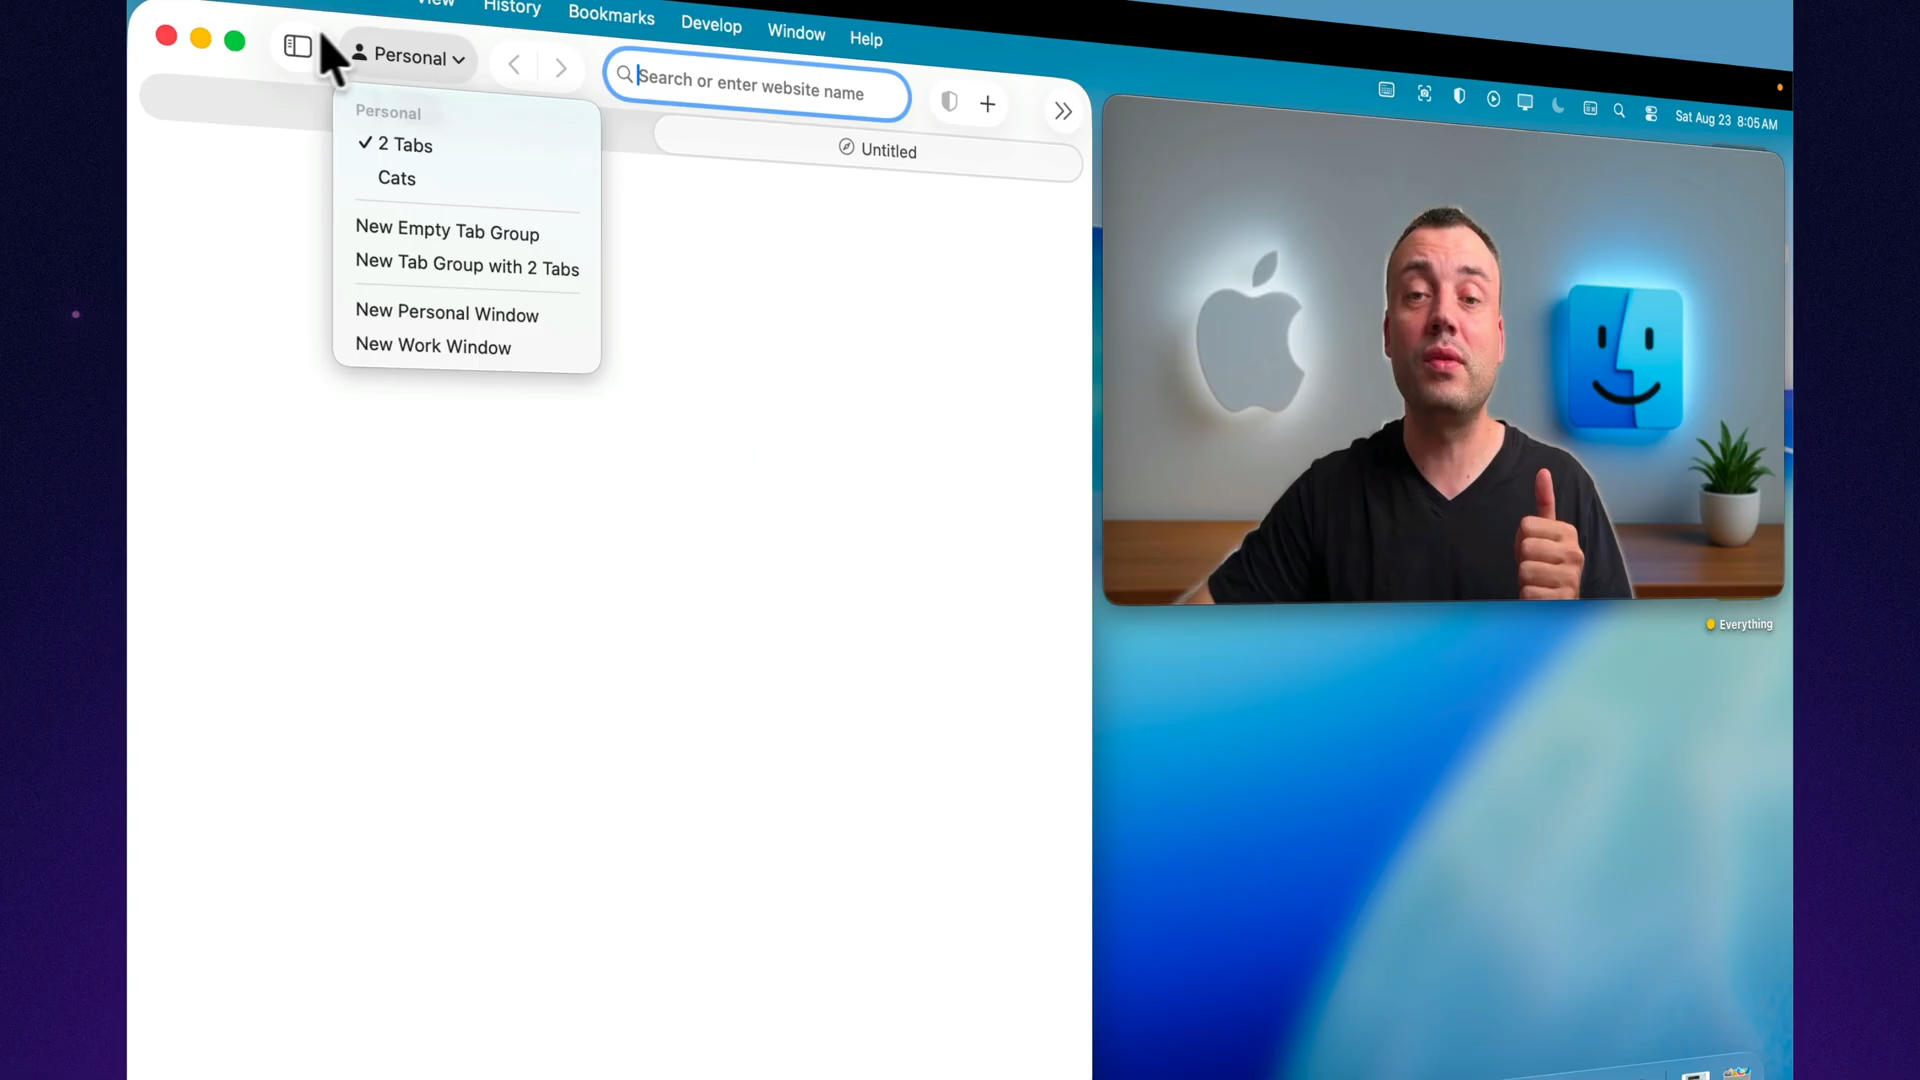 View
History
Bookmarks
Develop
Window
Help
Personal
Search or enter website name
Sat Aug 23 8:05 AM
Untitled
Personal
✓ 2 Tabs
Cats
New Empty Tab Group
New Tab Group with 2 Tabs
New Personal Window
New Work Window
Everything